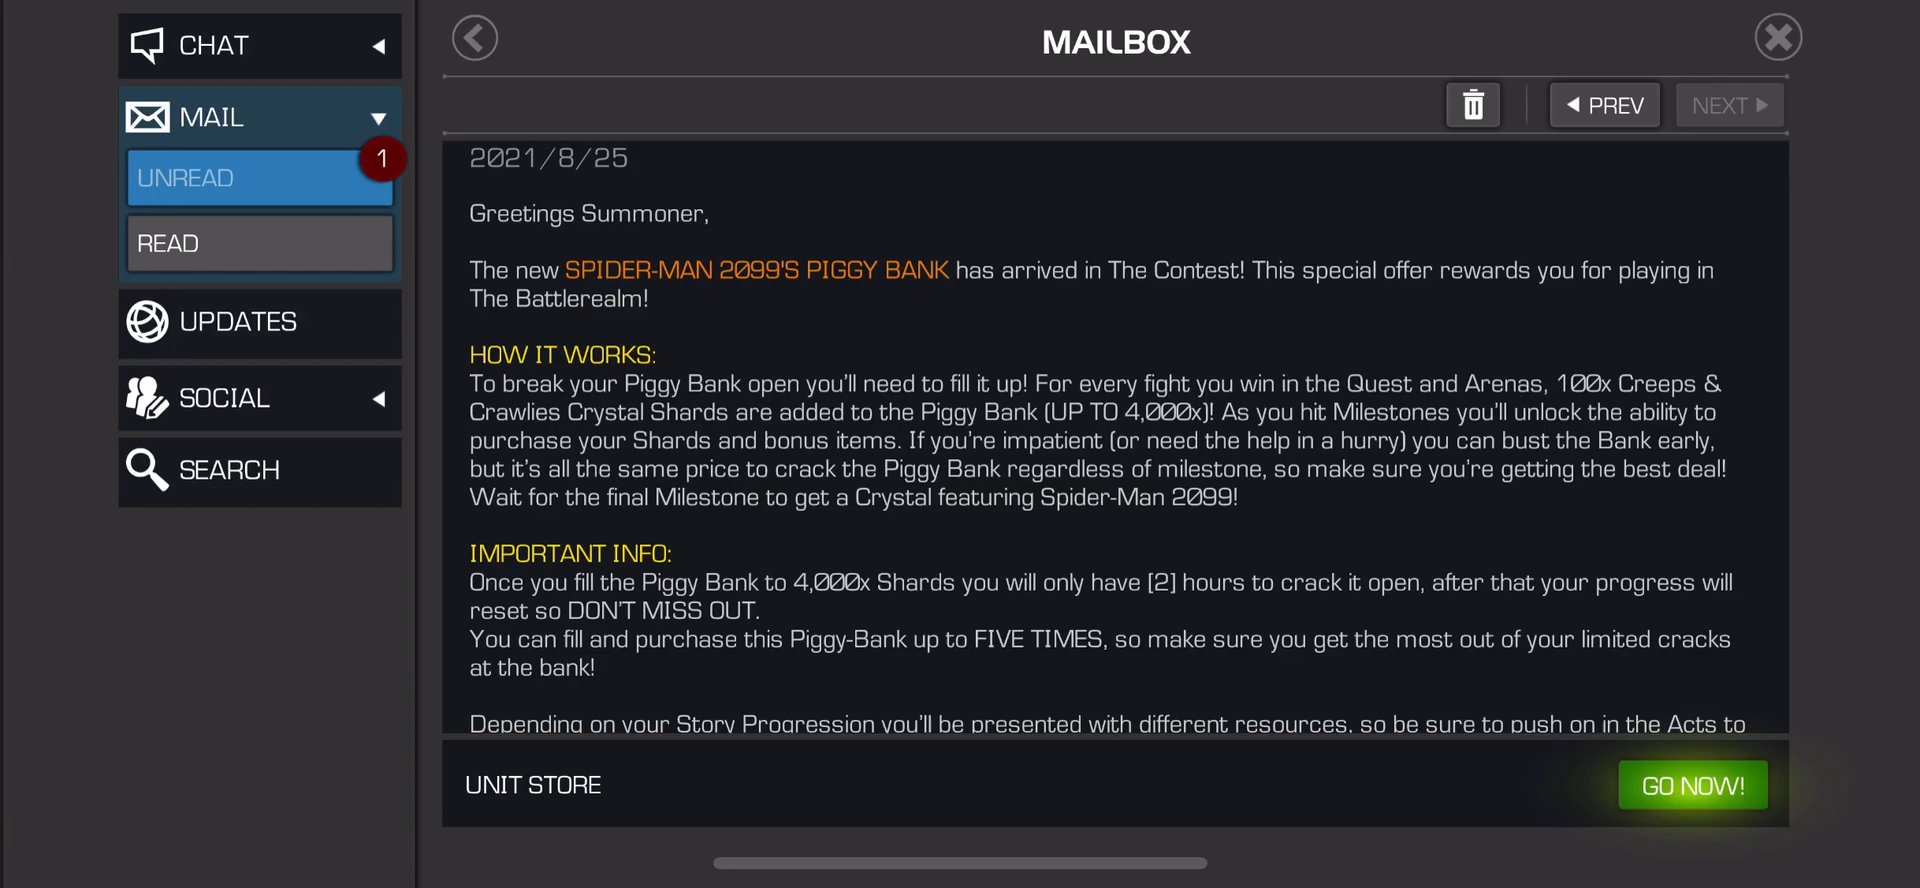 CHAT
MAIL
1
UNREAD
READ
UPDATES
SOCIAL
SEARCH
MAILBOX
PREV
NEXT
2021/8/25
Greetings Summoner,
The new SPIDER-MAN 2099'S PIGGY BANK has arrived in The Contest! This special offer rewards you for playing in
The Battlerealm!
HOW IT WORKS:
To break your Piggy Bank open you'll need to fill it up! For every fight you win in the Quest and Arenas, 100x Creeps &
Crawlies Crystal Shards are added to the Piggy Bank (UP TO 4,000x)! As you hit Milestones you'll unlock the ability to
purchase your Shards and bonus items. If you're impatient (or need the help in a hurry) you can bust the Bank early,
but it's all the same price to crack the Piggy Bank regardless of milestone, so make sure you're getting the best deal!
Wait for the final Milestone to get a Crystal featuring Spider-Man 2099!
IMPORTANT INFO:
Once you fill the Piggy Bank to 4,000x Shards you will only have [2] hours to crack it open, after that your progress will
reset so DON'T MISS OUT.
You can fill and purchase this Piggy-Bank up to FIVE TIMES, so make sure you get the most out of your limited cracks
at the bank!
Depending on your Story Progression you'll be presented with different resources, so be sure to push on in the Acts to
UNIT STORE
GO NOW!